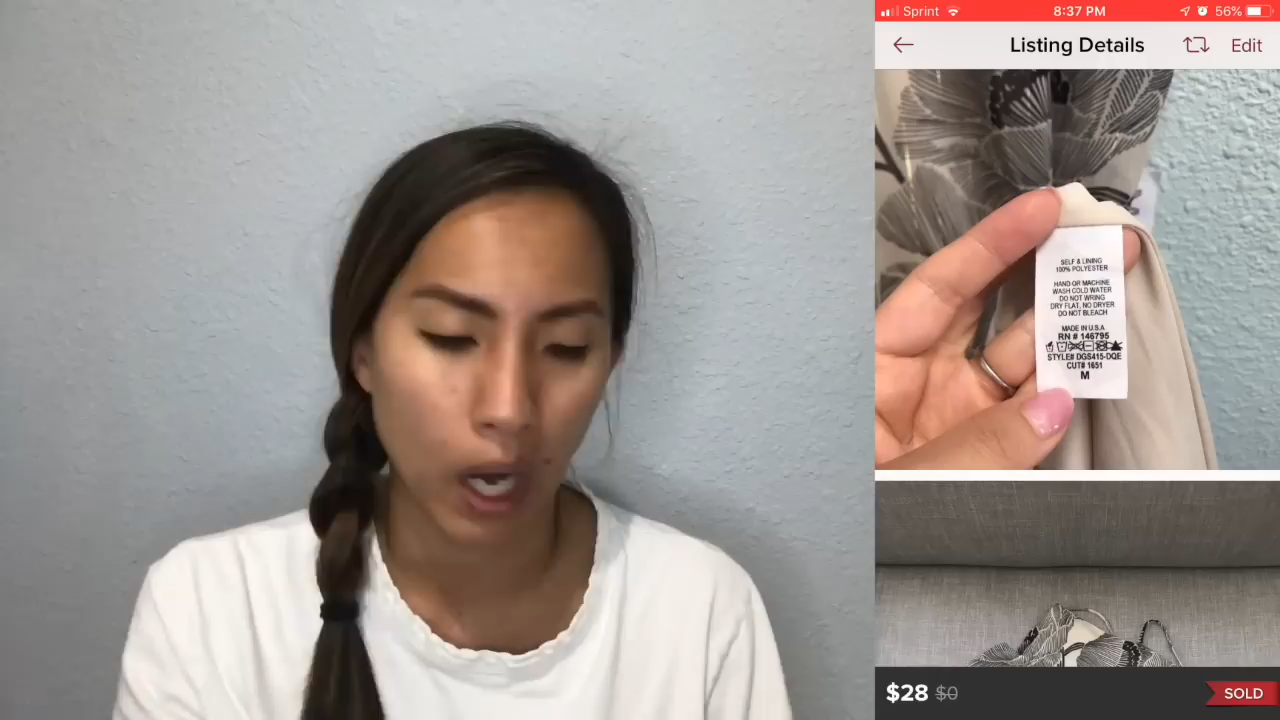 Sprint 8:37 PM 56%
Listing Details Edit
SELF & LINING
100% POLYESTER
HAND OR MACHINE
WASH COLD WATER
DO NOT WRING
DRY FLAT, NO DRYER
DO NOT BLEACH
MADE IN U.S.A
RN # 146795
STYLE# DGS415-DQE
CUT# 1651
M
$28 $0 SOLD